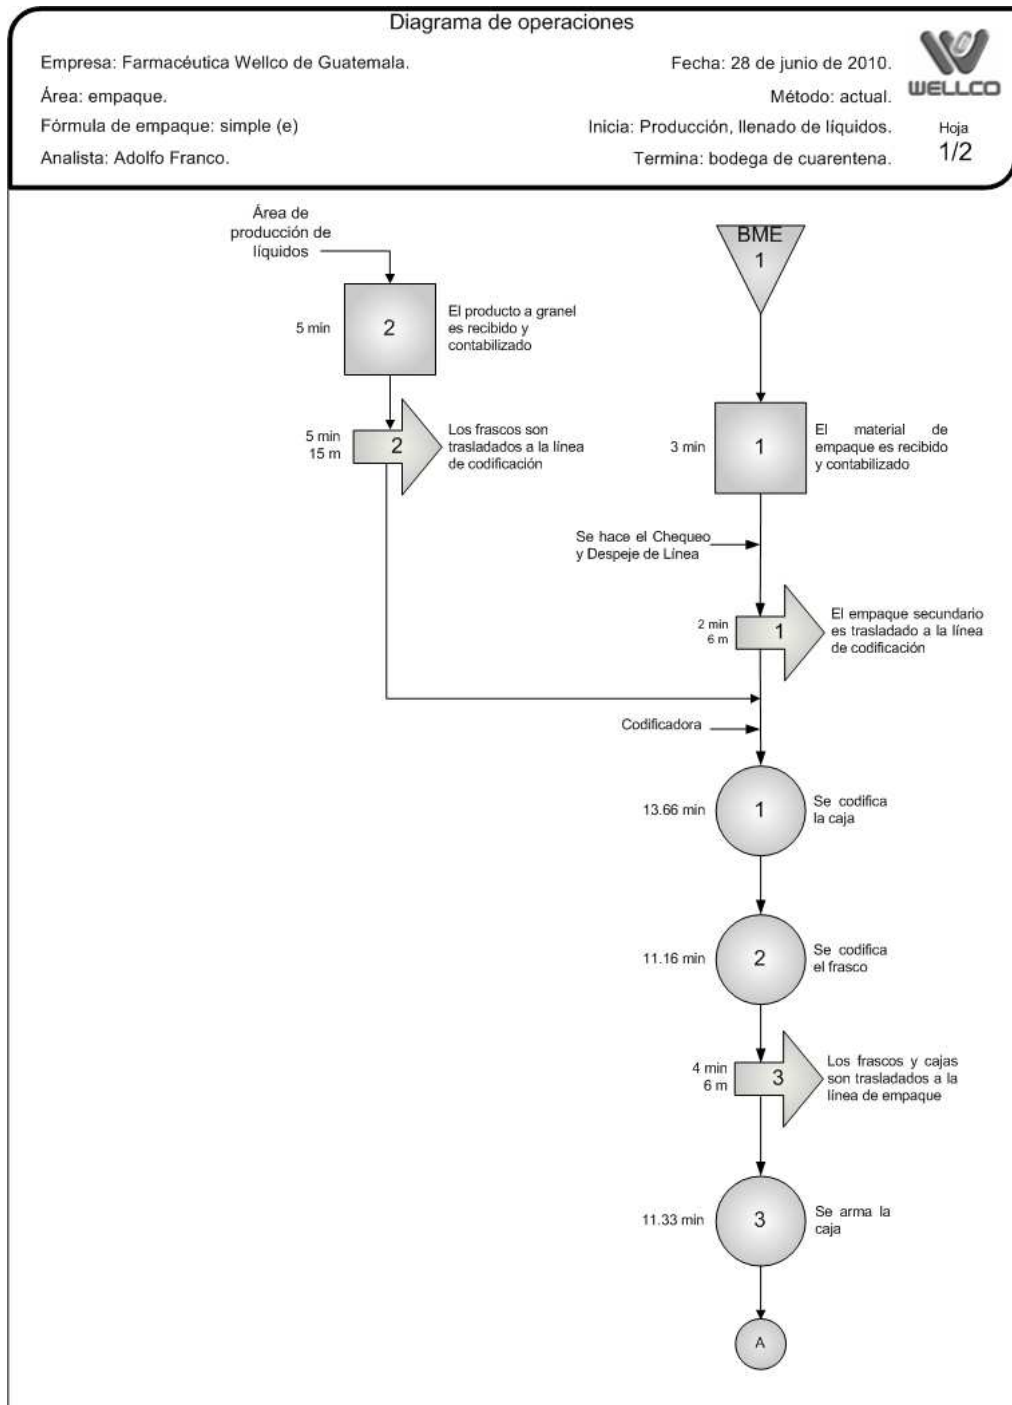 Diagrama de operaciones
Empresa: Farmacéutica Wellco de Guatemala.
Fecha: 28 de junio de 2010.
WELLCO
Área: empaque.
Método: actual.
Fórmula de empaque: simple (e)
Inicia: Producción, llenado de líquidos.
Hoja
1/2
Analista: Adolfo Franco.
Termina: bodega de cuarentena.
Área de
producción de
líquidos
BME
1
5 min
2
El producto a granel
es recibido y
contabilizado
5 min
15 m
2
Los frascos son
trasladados a la línea
de codificación
3 min
1
El material de
empaque es recibido
y contabilizado
Se hace el Chequeo
y Despeje de Línea
2 min
6 m
1
El empaque secundario
es trasladado a la línea
de codificación
Codificadora
13.66 min
1
Se codifica
la caja
11.16 min
2
Se codifica
el frasco
4 min
6 m
3
Los frascos y cajas
son trasladados a la
línea de empaque
11.33 min
3
Se arma la
caja
A